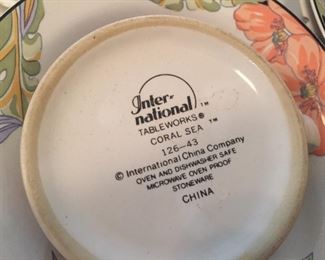 Inter-
national™
TABLEWORKS®
CORAL SEA™
126-43
© International China Company
OVEN AND DISHWASHER SAFE
MICROWAVE OVEN PROOF
STONEWARE
CHINA